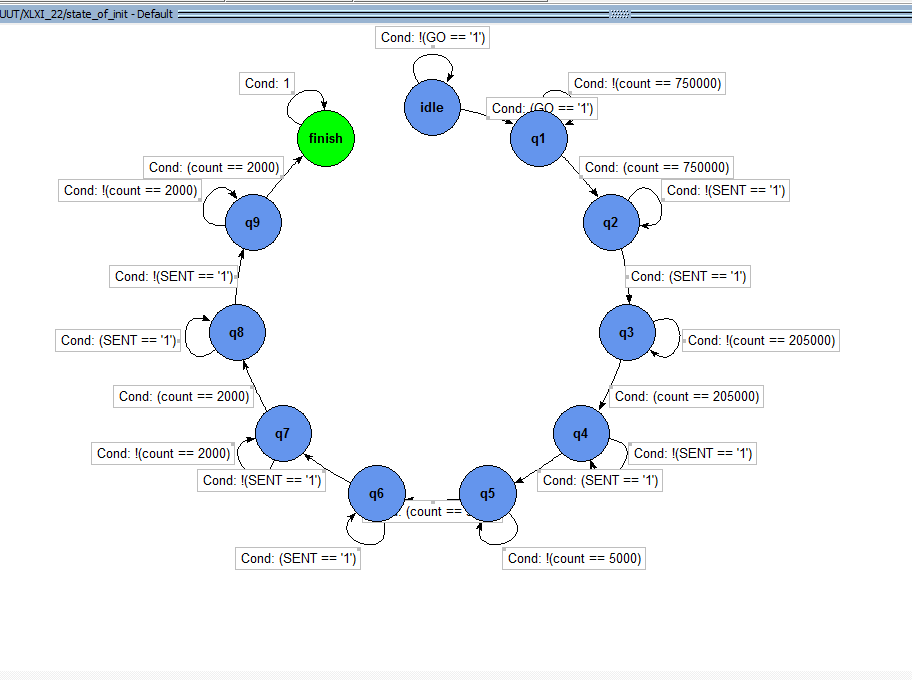 UUT/XLXI_22/state_of_init - Default
Cond: !(GO == '1')
Cond: 1
Cond: !(count == 750000)
idle
Cond: (GO == '1')
finish
q1
Cond: (count == 2000)
Cond: (count == 750000)
Cond: !(count == 2000)
Cond: !(SENT == '1')
q9
q2
Cond: !(SENT == '1')
Cond: (SENT == '1')
q8
q3
Cond: (SENT == '1')
Cond: !(count == 205000)
Cond: (count == 2000)
Cond: (count == 205000)
q7
q4
Cond: !(count == 2000)
Cond: !(SENT == '1')
Cond: !(SENT == '1')
Cond: (SENT == '1')
q6
q5
(count ==
Cond: (SENT == '1')
Cond: !(count == 5000)